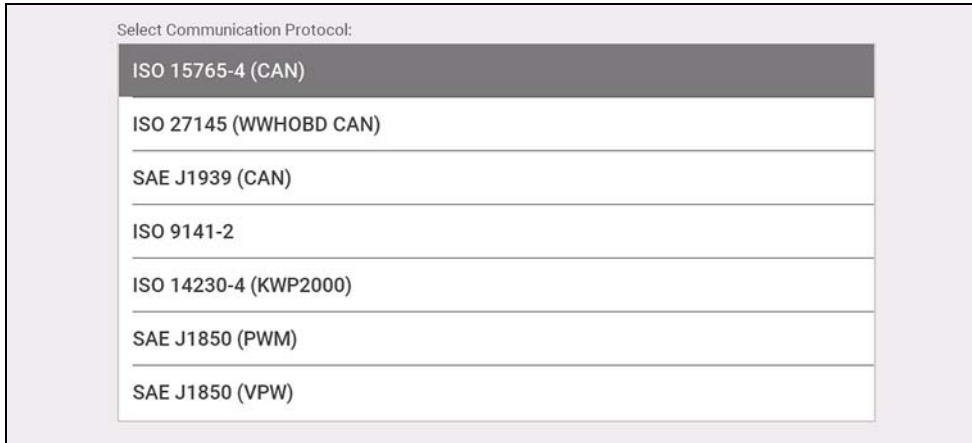 Select Communication Protocol:
ISO 15765-4 (CAN)
ISO 27145 (WWHOBD CAN)
SAE J1939 (CAN)
ISO 9141-2
ISO 14230-4 (KWP2000)
SAE J1850 (PWM)
SAE J1850 (VPW)